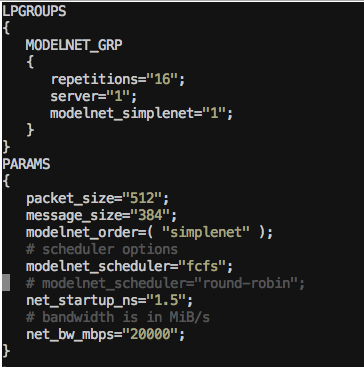 LPGROUPS
{
MODELNET_GRP
{
repetitions="16";
server="1";
modelnet_simplenet="1";
}
}
PARAMS
{
packet_size="512";
message_size="384";
modelnet_order=( "simplenet" );
# scheduler options
modelnet_scheduler="fcfs";
# modelnet_scheduler="round-robin";
net_startup_ns="1.5";
# bandwidth is in MiB/s
net_bw_mbps="20000";
}